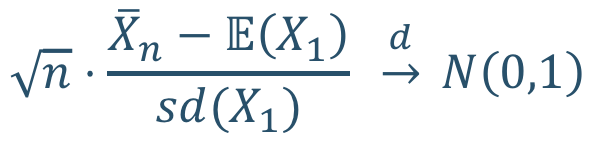 √n · (X̄ₙ − 𝔼(X₁)) / sd(X₁) →ᵈ N(0,1)